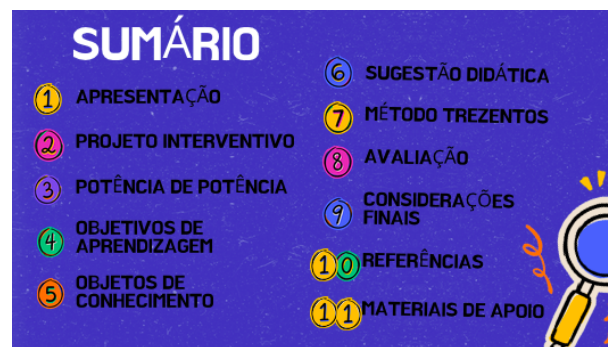 SUMÁRIO
1 APRESENTAÇÃO
2 PROJETO INTERVENTIVO
3 POTÊNCIA DE POTÊNCIA
4 OBJETIVOS DE
APRENDIZAGEM
5 OBJETOS DE
CONHECIMENTO
6 SUGESTÃO DIDÁTICA
7 MÉTODO TREZENTOS
8 AVALIAÇÃO
9 CONSIDERAÇÕES
FINAIS
10 REFERÊNCIAS
11 MATERIAIS DE APOIO